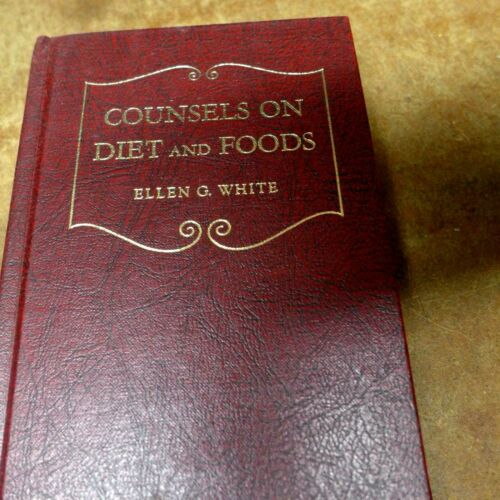 COUNSELS ON
DIET AND FOODS
ELLEN G. WHITE